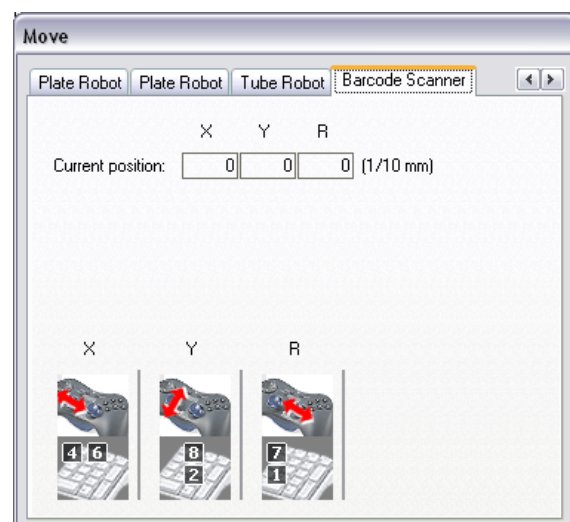 Move
Plate Robot Plate Robot Tube Robot Barcode Scanner
X Y R
Current position: 0 0 0 (1/10 mm)
X Y R
4 6 8 7
2 1